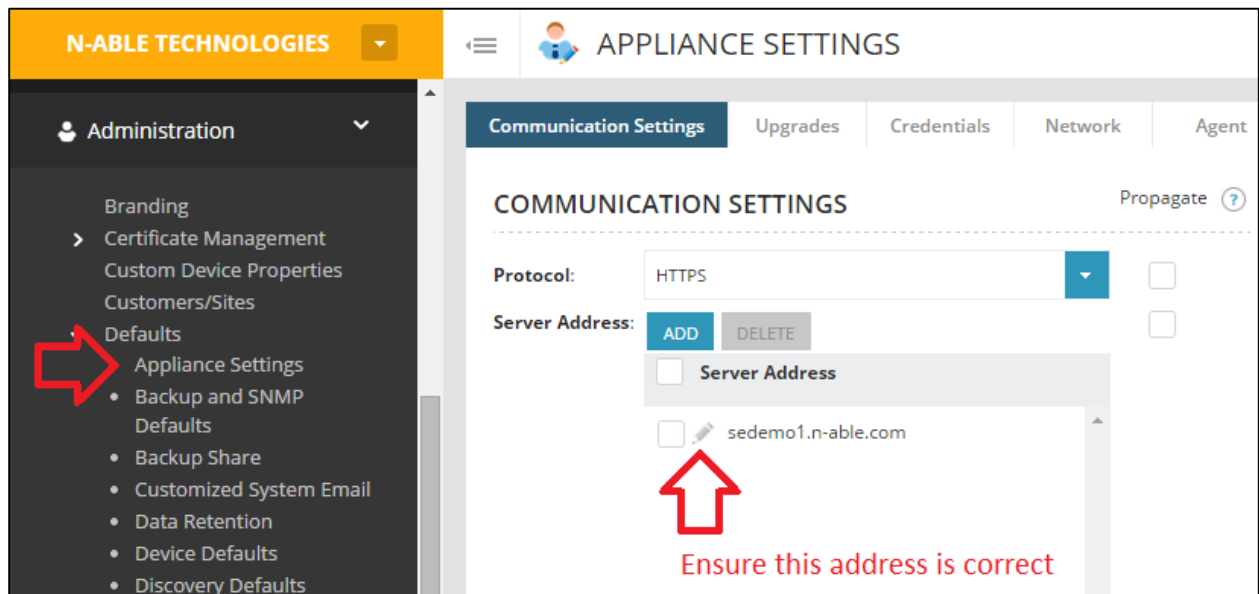 N-ABLE TECHNOLOGIES
APPLIANCE SETTINGS
Administration
Branding
Certificate Management
Custom Device Properties
Customers/Sites
Defaults
Appliance Settings
Backup and SNMP
Defaults
Backup Share
Customized System Email
Data Retention
Device Defaults
Discovery Defaults
Communication Settings Upgrades Credentials Network Agent
COMMUNICATION SETTINGS Propagate ?
Protocol: HTTPS
Server Address: ADD DELETE
Server Address
sedemo1.n-able.com
Ensure this address is correct